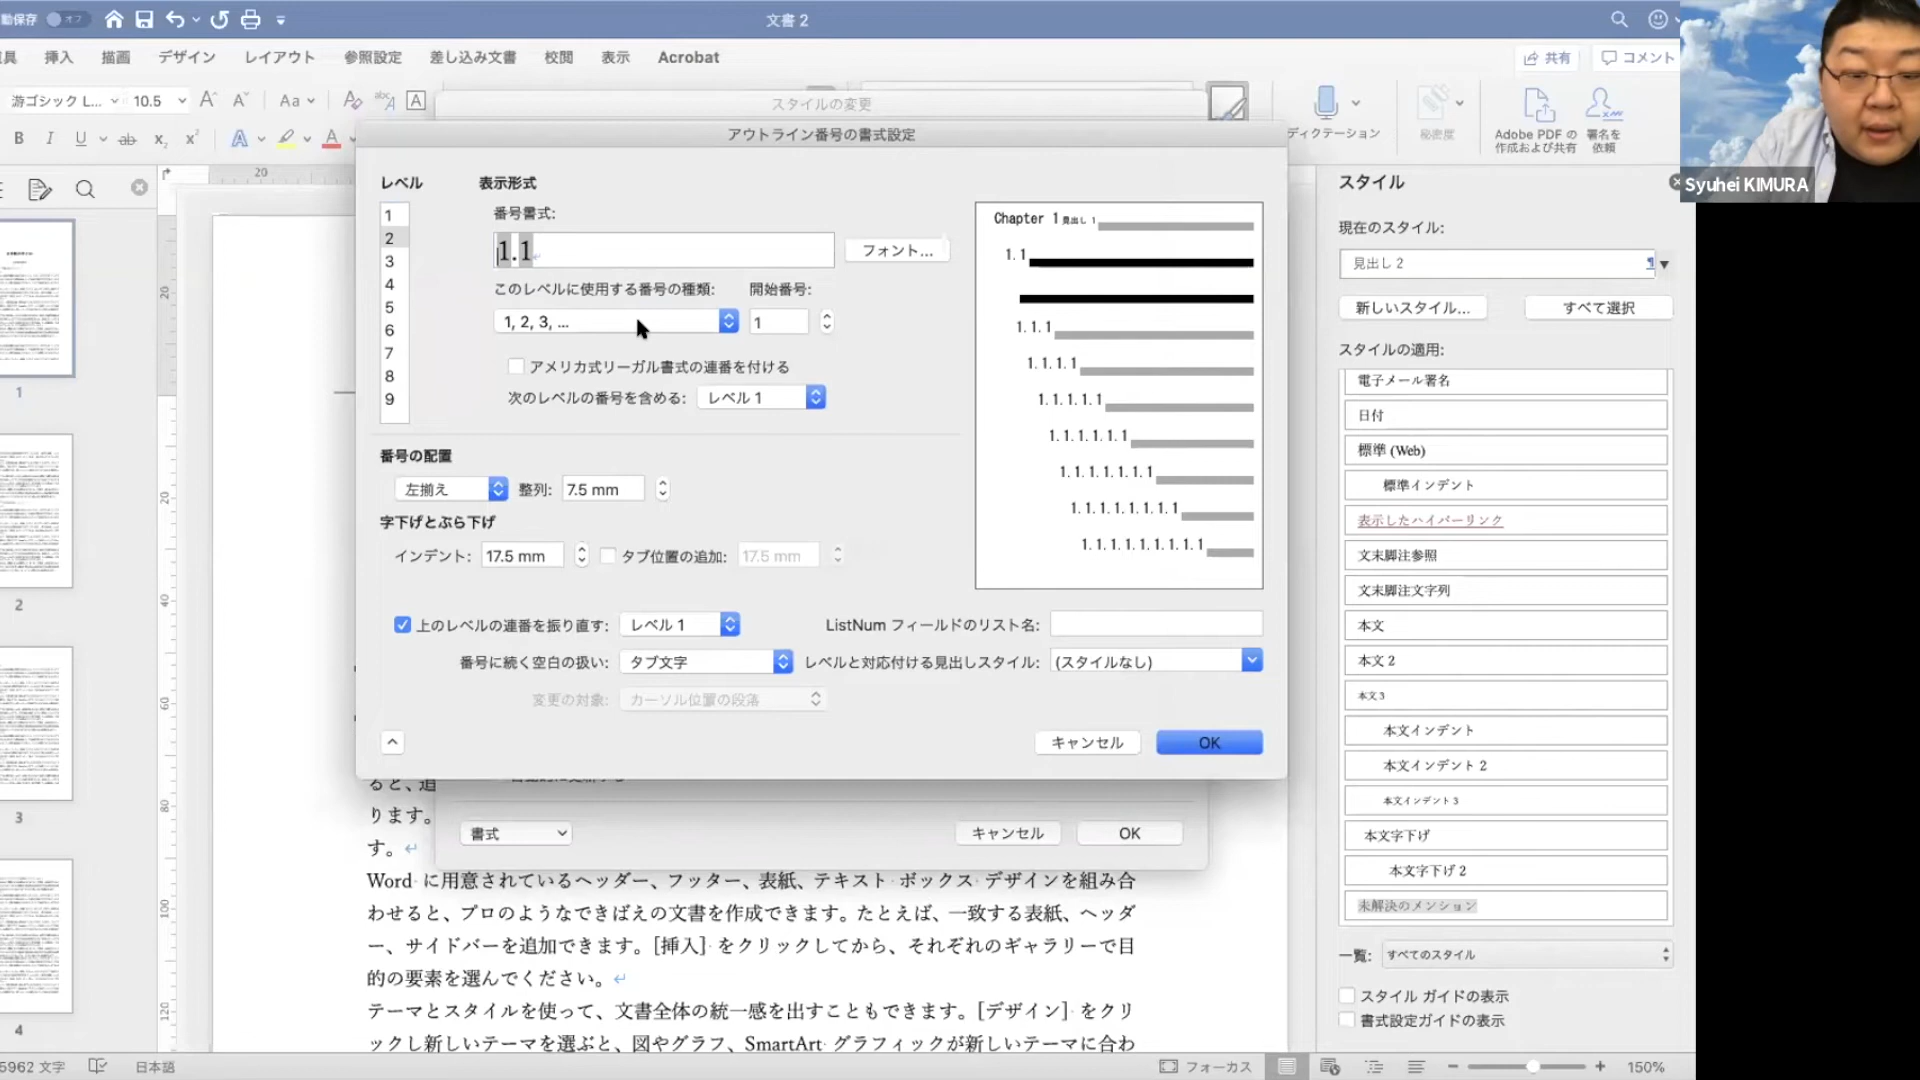 動保存 オフ
文書 2
挿入 描画 デザイン レイアウト 参照設定 差し込み文書 校閲 表示 Acrobat
共有 コメント
游ゴシック L... 10.5
Aa
A
B I U ab x₂ x² A A
スタイルの変更
ディクテーション
秘密度
Adobe PDF の
作成および共有
署名を
依頼
Syuhei KIMURA
アウトライン番号の書式設定
レベル
1
2
3
4
5
6
7
8
9
表示形式
番号書式:
1.1
フォント...
このレベルに使用する番号の種類: 開始番号:
1, 2, 3, ... 1
アメリカ式リーガル書式の連番を付ける
次のレベルの番号を含める: レベル 1
番号の配置
左揃え 整列: 7.5 mm
字下げとぶら下げ
インデント: 17.5 mm タブ位置の追加: 17.5 mm
上のレベルの連番を振り直す: レベル 1
ListNum フィールドのリスト名:
番号に続く空白の扱い: タブ文字
レベルと対応付ける見出しスタイル: (スタイルなし)
変更の対象: カーソル位置の段落
キャンセル OK
Chapter 1 見出し 1
1.1
1.1.1
1.1.1.1
1.1.1.1.1
1.1.1.1.1.1
1.1.1.1.1.1.1
1.1.1.1.1.1.1.1
1.1.1.1.1.1.1.1.1
書式 キャンセル OK
ると、追
ります。
す。
Word に用意されているヘッダー、フッター、表紙、テキスト ボックス デザインを組み合
わせると、プロのようなできばえの文書を作成できます。たとえば、一致する表紙、ヘッダ
ー、サイドバーを追加できます。[挿入] をクリックしてから、それぞれのギャラリーで目
的の要素を選んでください。
テーマとスタイルを使って、文書全体の統一感を出すこともできます。[デザイン] をクリ
ックし新しいテーマを選ぶと、図やグラフ、SmartArt グラフィックが新しいテーマに合わ
スタイル
現在のスタイル:
見出し 2
新しいスタイル... すべて選択
スタイルの適用:
電子メール署名
日付
標準 (Web)
標準インデント
表示したハイパーリンク
文末脚注参照
文末脚注文字列
本文
本文 2
本文 3
本文インデント
本文インデント 2
本文インデント 3
本文字下げ
本文字下げ 2
未解決のメンション
一覧: すべてのスタイル
スタイル ガイドの表示
書式設定ガイドの表示
20
20
20
40
60
80
100
120
1
2
3
4
5962 文字 日本語
フォーカス 150%